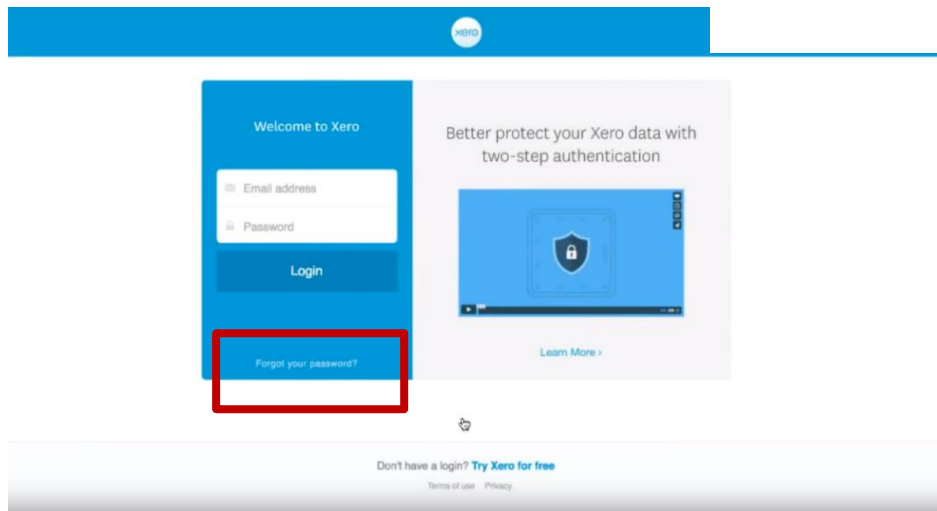 xero
Welcome to Xero
Email address
Password
Login
Forgot your password?
Better protect your Xero data with
two-step authentication
Learn More ›
Don't have a login? Try Xero for free
Terms of use Privacy